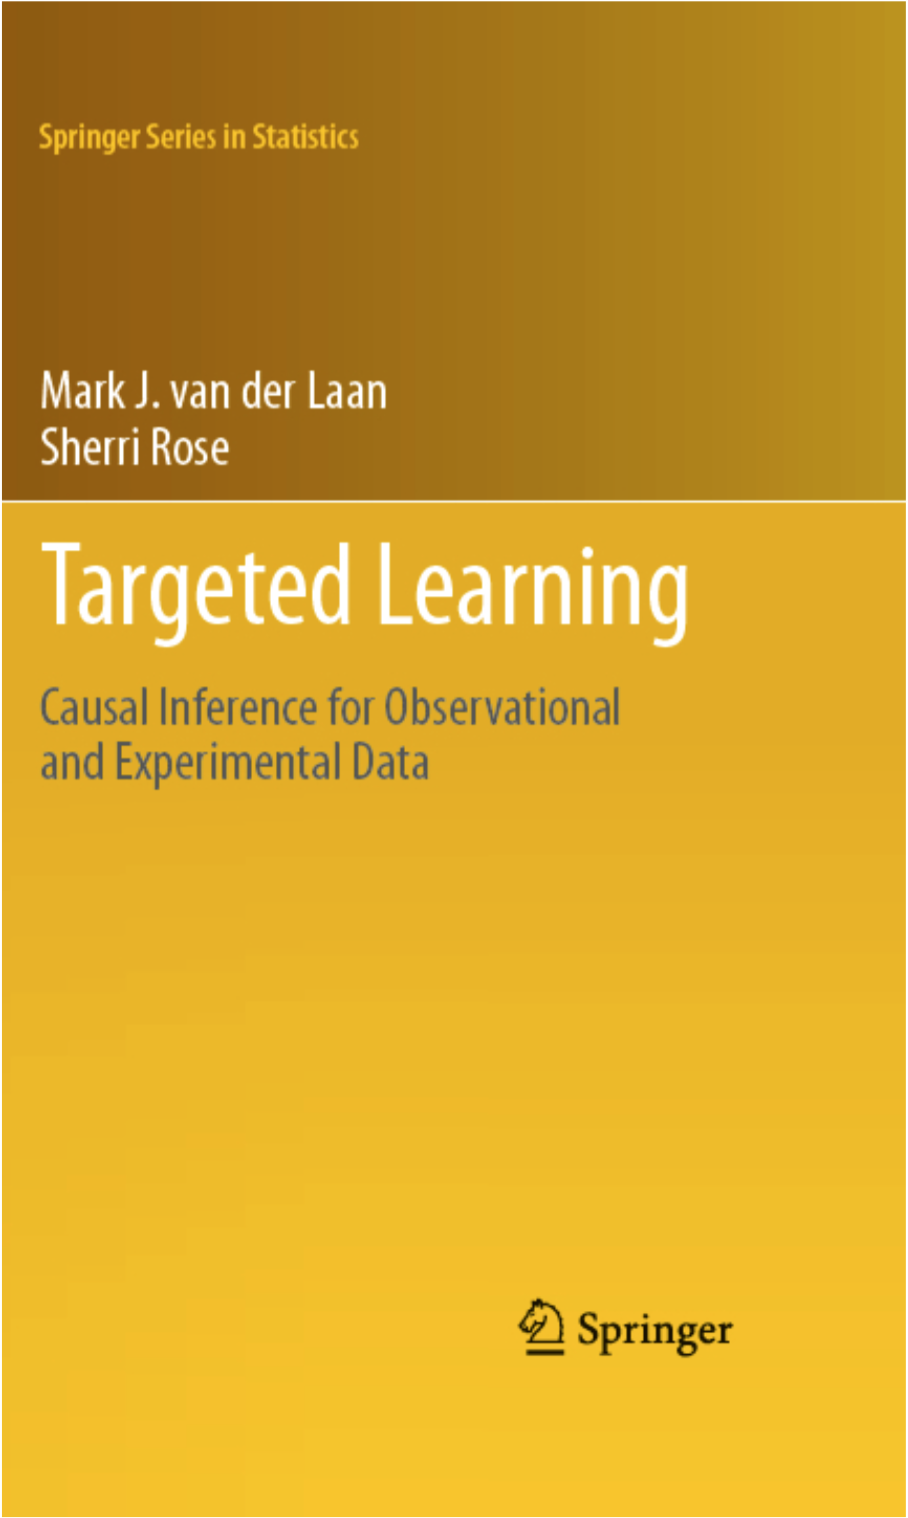 Springer Series in Statistics
Mark J. van der Laan
Sherri Rose
Targeted Learning
Causal Inference for Observational
and Experimental Data
Springer